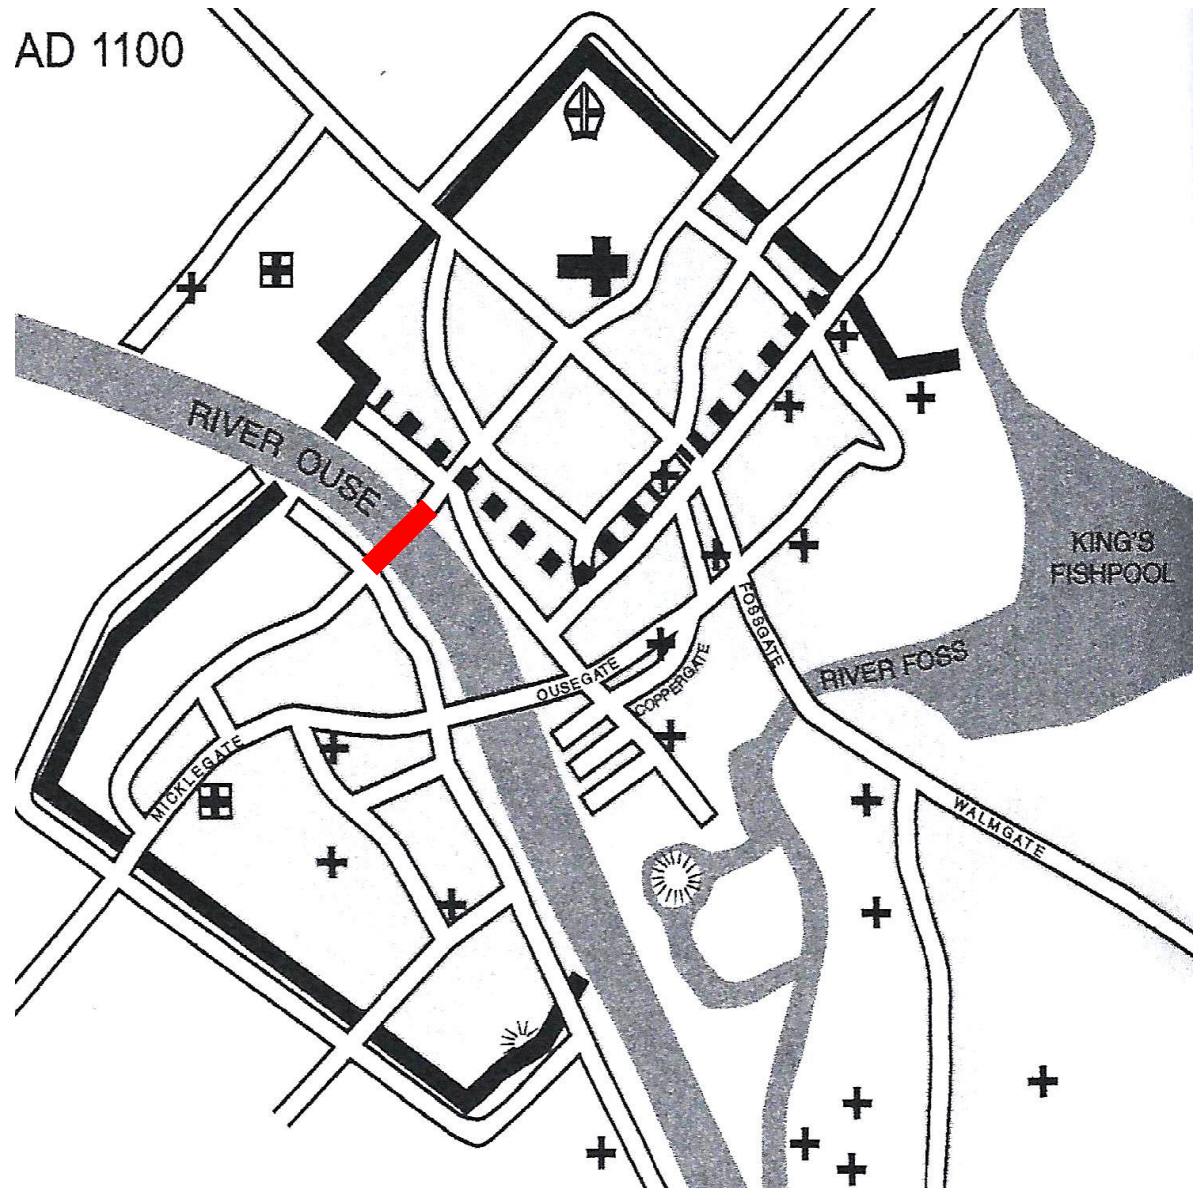 AD 1100
RIVER OUSE
KING'S
FISHPOOL
FOSSGATE
RIVER FOSS
OUSEGATE
COPPERGATE
MICKLEGATE
WALMGATE